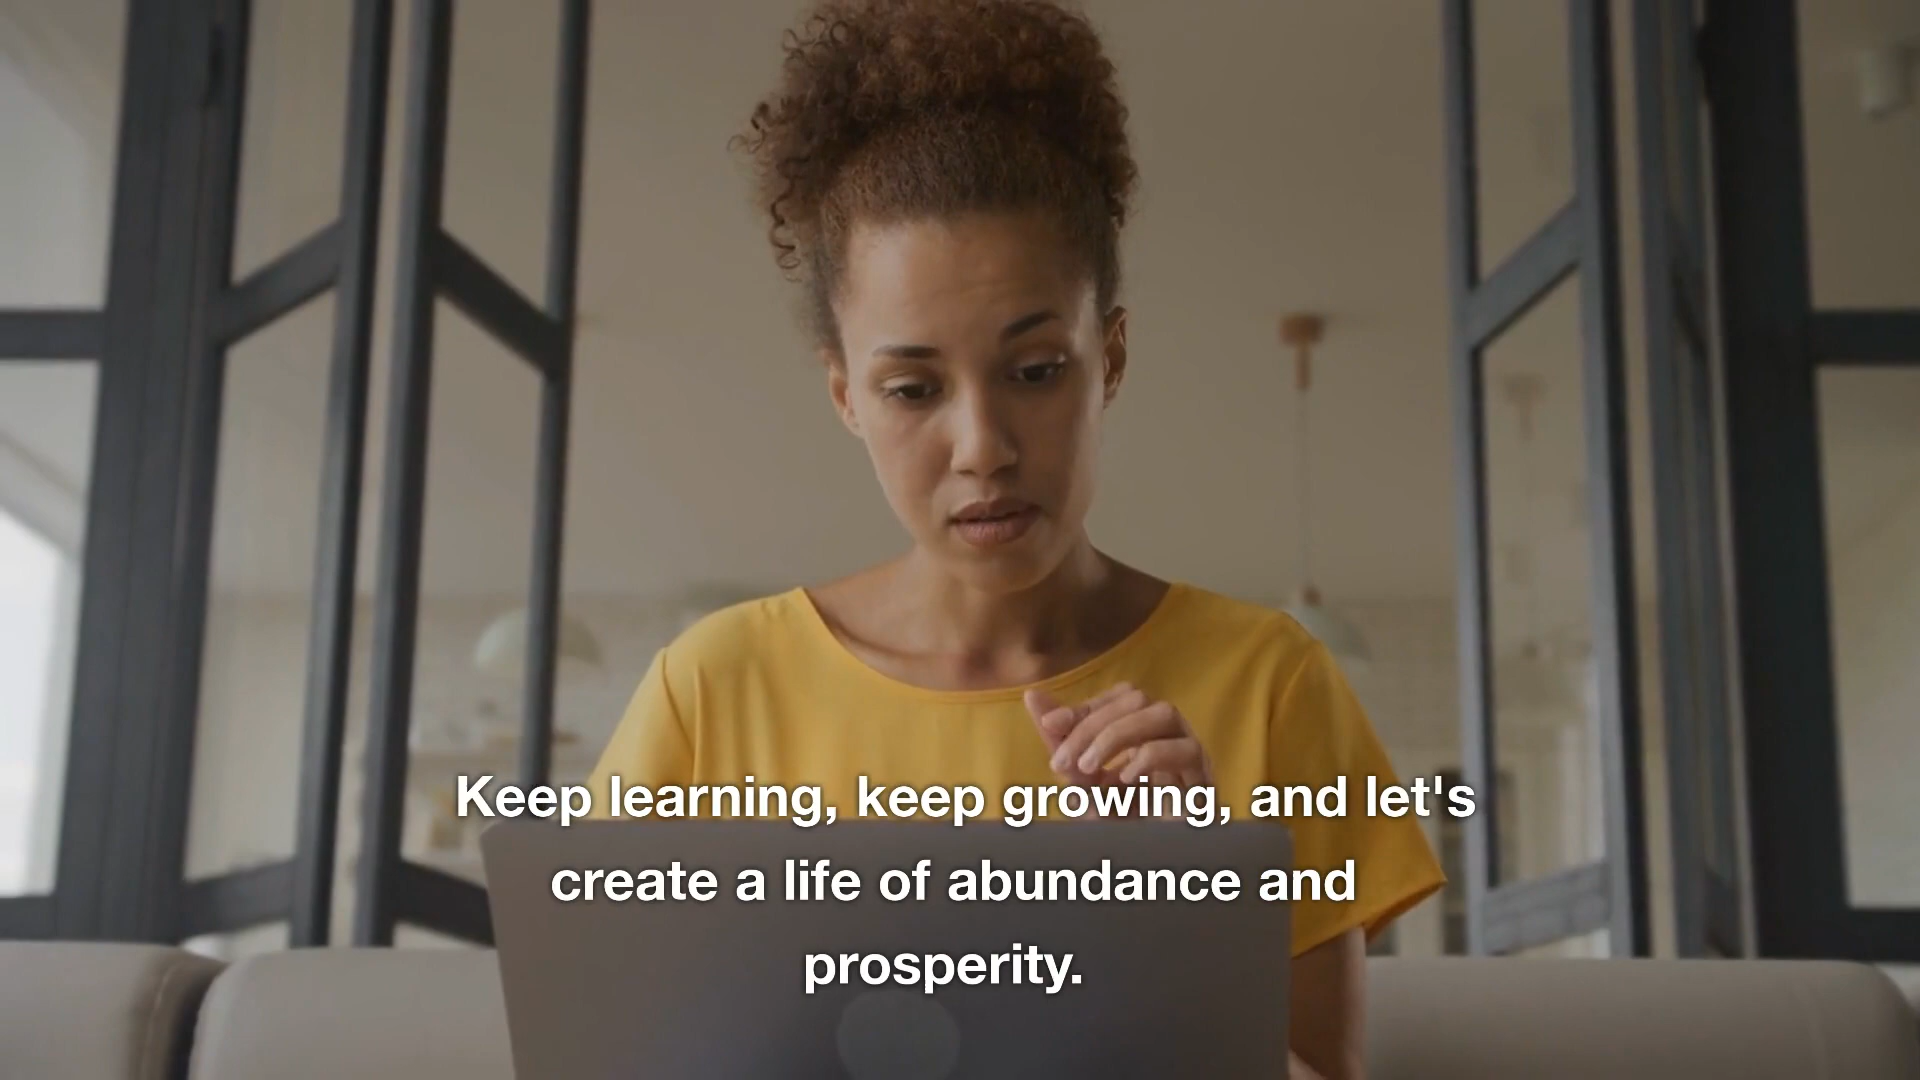 Keep learning, keep growing, and let's
create a life of abundance and
prosperity.